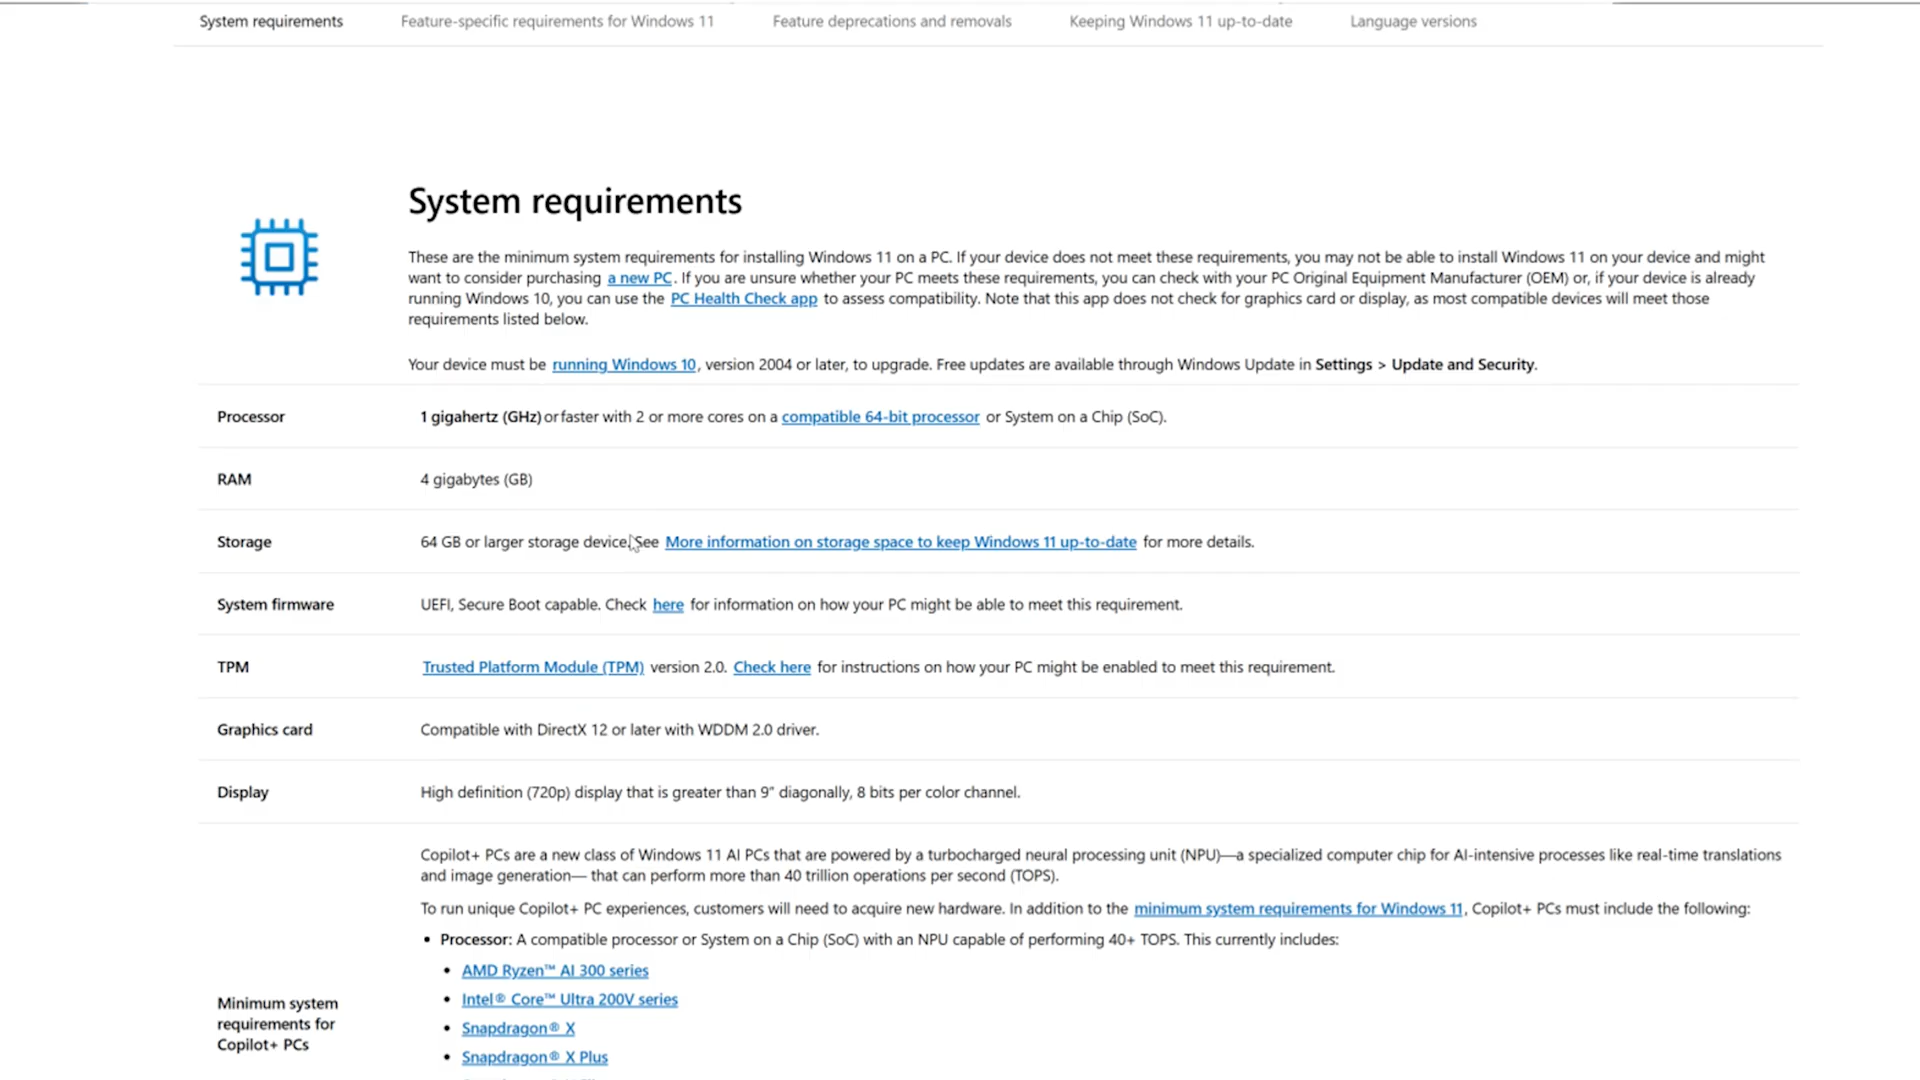 System requirements Feature-specific requirements for Windows 11 Feature deprecations and removals Keeping Windows 11 up-to-date Language versions
System requirements
These are the minimum system requirements for installing Windows 11 on a PC. If your device does not meet these requirements, you may not be able to install Windows 11 on your device and might
want to consider purchasing a new PC. If you are unsure whether your PC meets these requirements, you can check with your PC Original Equipment Manufacturer (OEM) or, if your device is already
running Windows 10, you can use the PC Health Check app to assess compatibility. Note that this app does not check for graphics card or display, as most compatible devices will meet those
requirements listed below.
Your device must be running Windows 10, version 2004 or later, to upgrade. Free updates are available through Windows Update in Settings > Update and Security.
Processor 1 gigahertz (GHz) or faster with 2 or more cores on a compatible 64-bit processor or System on a Chip (SoC).
RAM 4 gigabytes (GB)
Storage 64 GB or larger storage device. See More information on storage space to keep Windows 11 up-to-date for more details.
System firmware UEFI, Secure Boot capable. Check here for information on how your PC might be able to meet this requirement.
TPM Trusted Platform Module (TPM) version 2.0. Check here for instructions on how your PC might be enabled to meet this requirement.
Graphics card Compatible with DirectX 12 or later with WDDM 2.0 driver.
Display High definition (720p) display that is greater than 9" diagonally, 8 bits per color channel.
Copilot+ PCs are a new class of Windows 11 AI PCs that are powered by a turbocharged neural processing unit (NPU)—a specialized computer chip for AI-intensive processes like real-time translations
and image generation— that can perform more than 40 trillion operations per second (TOPS).
To run unique Copilot+ PC experiences, customers will need to acquire new hardware. In addition to the minimum system requirements for Windows 11, Copilot+ PCs must include the following:
• Processor: A compatible processor or System on a Chip (SoC) with an NPU capable of performing 40+ TOPS. This currently includes:
• AMD Ryzen™ AI 300 series
• Intel® Core™ Ultra 200V series
• Snapdragon® X
• Snapdragon® X Plus
Minimum system
requirements for
Copilot+ PCs